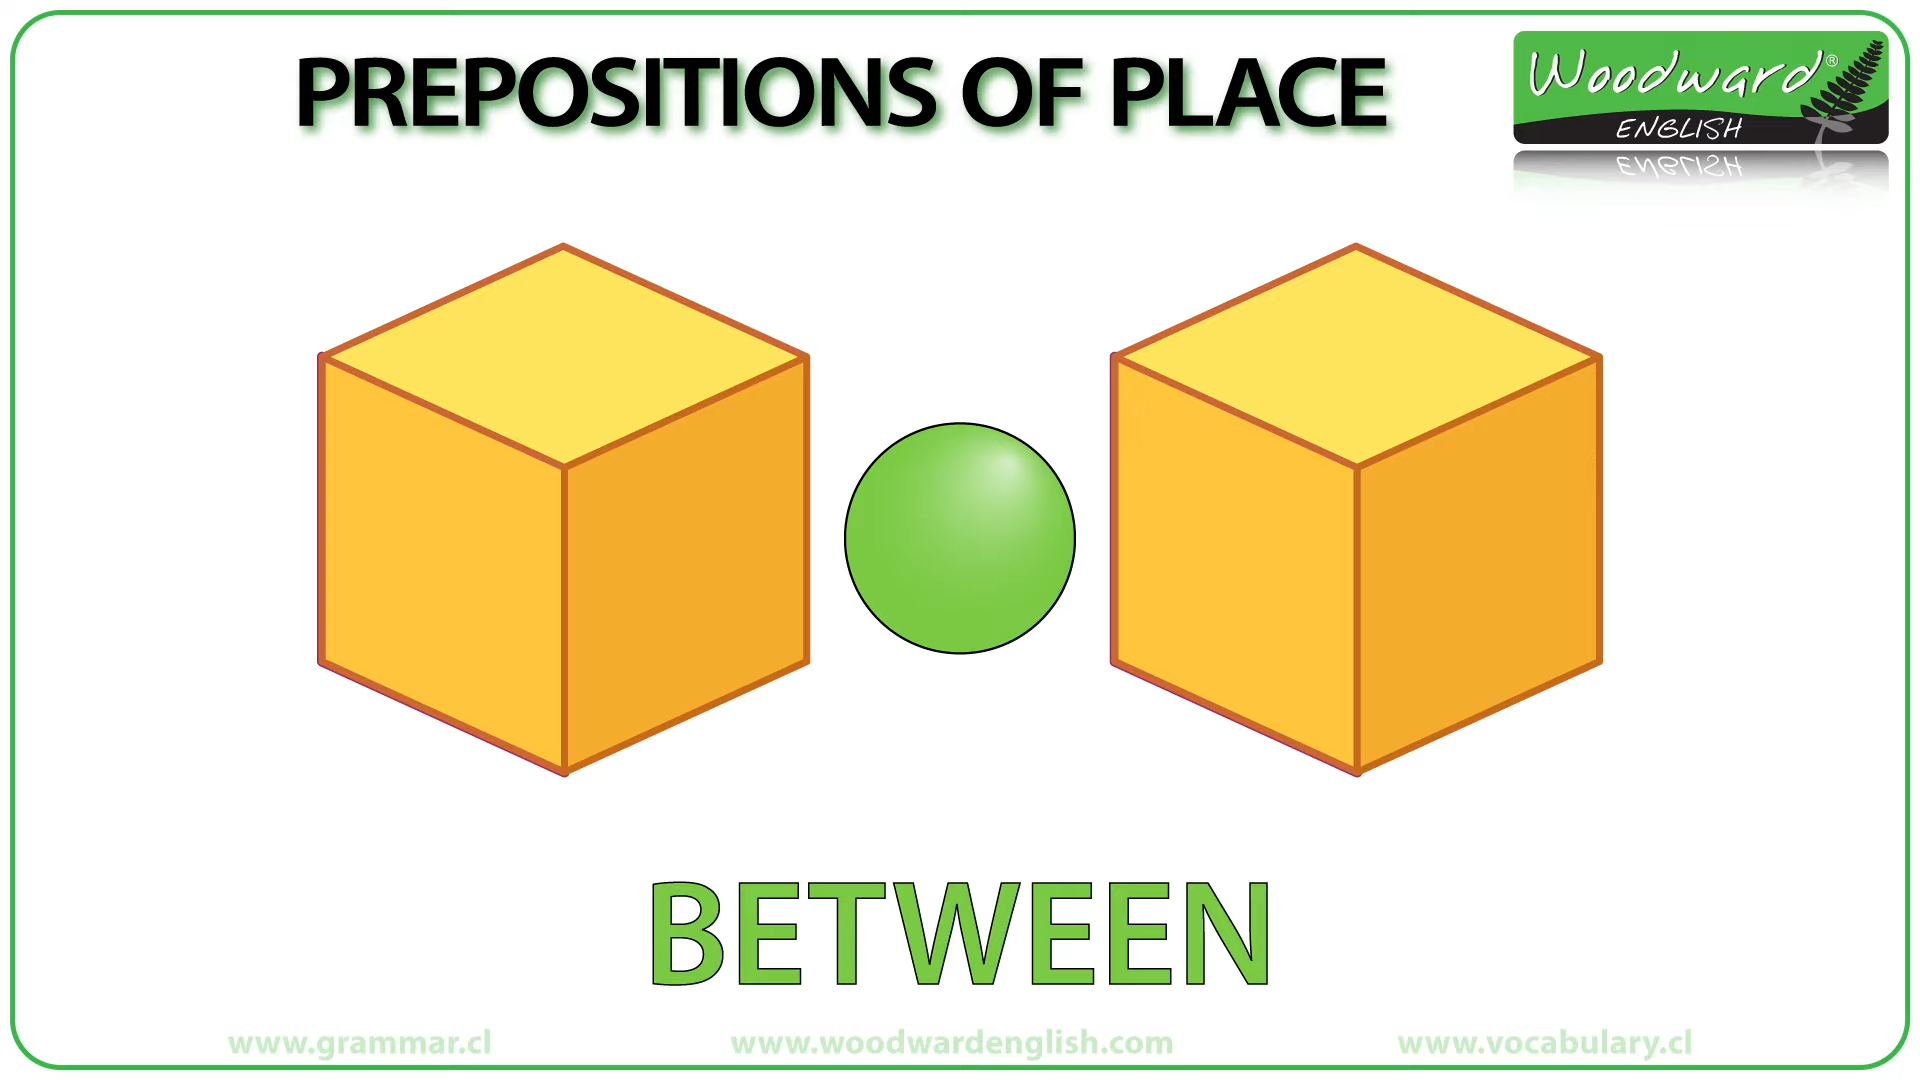 PREPOSITIONS OF PLACE
Woodward®
ENGLISH
BETWEEN
www.grammar.cl
www.woodwardenglish.com
www.vocabulary.cl